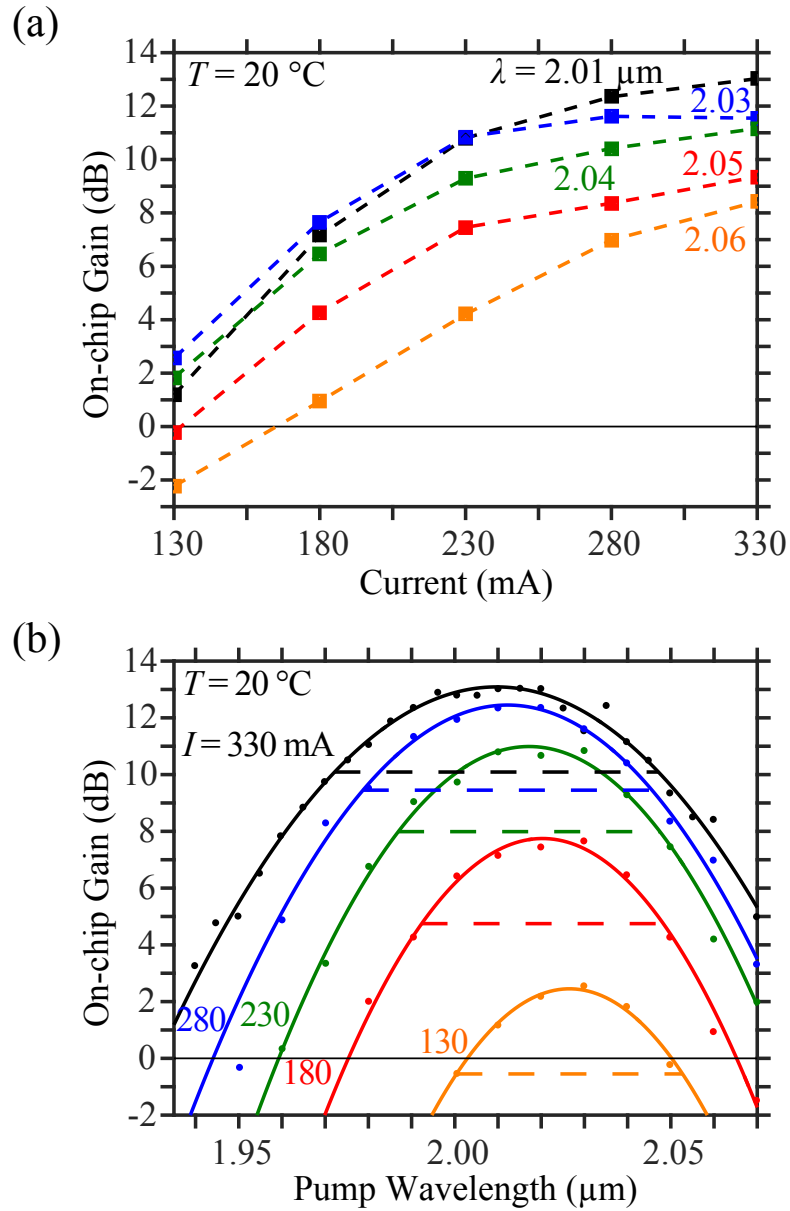 (a)
14
12
10
8
6
4
2
0
-2
On-chip Gain (dB)
T = 20 °C
λ = 2.01 µm
2.03
2.04
2.05
2.06
130 180 230 280 330
Current (mA)
(b)
14
12
10
8
6
4
2
0
-2
On-chip Gain (dB)
T = 20 °C
I = 330 mA
280
230
180
130
1.95 2.00 2.05
Pump Wavelength (µm)